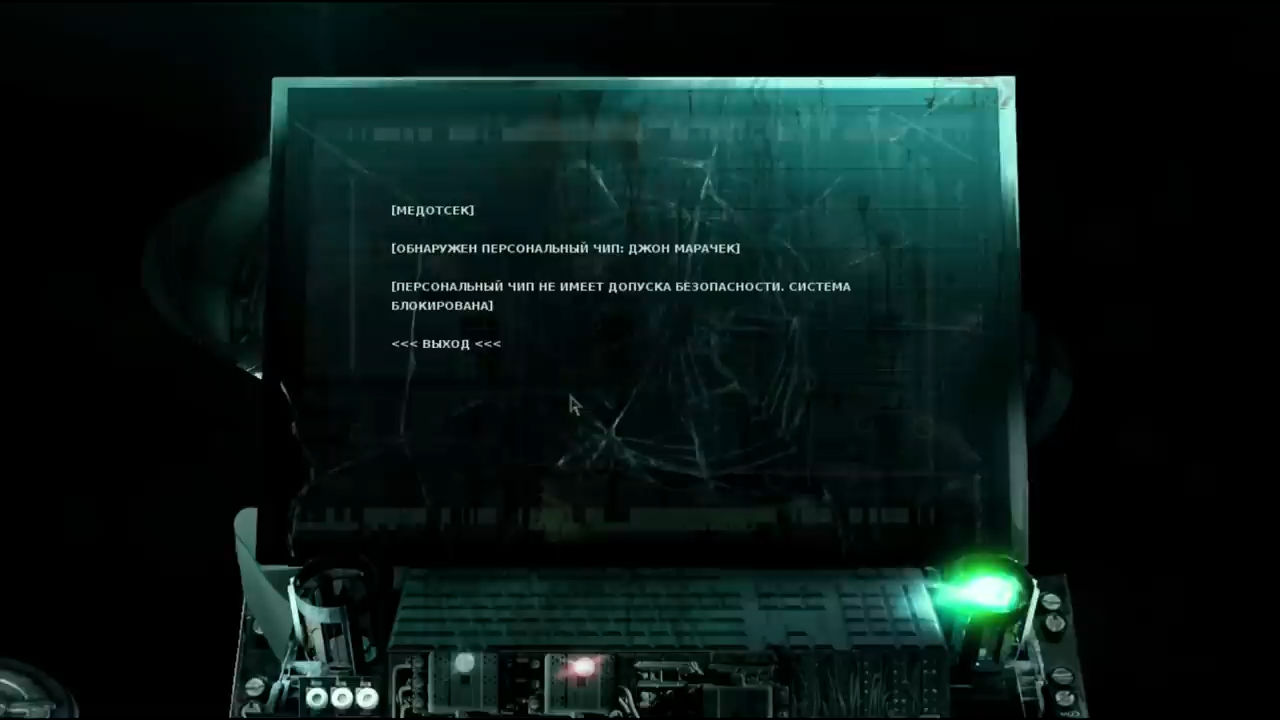 [МЕДОТСЕК]
[ОБНАРУЖЕН ПЕРСОНАЛЬНЫЙ ЧИП: ДЖОН МАРАЧЕК]
[ПЕРСОНАЛЬНЫЙ ЧИП НЕ ИМЕЕТ ДОПУСКА БЕЗОПАСНОСТИ. СИСТЕМА
БЛОКИРОВАНА]
<<< ВЫХОД <<<